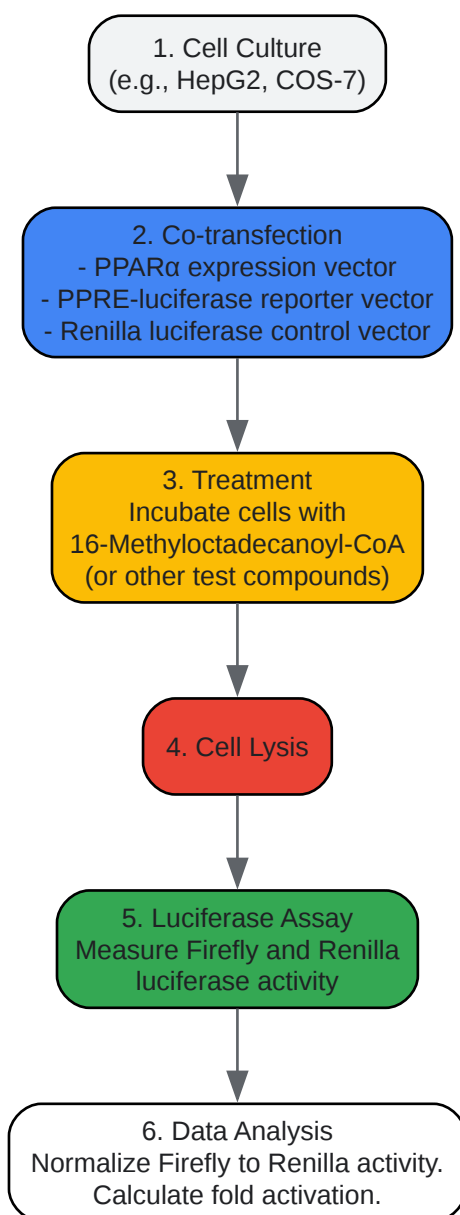 1. Cell Culture
(e.g., HepG2, COS-7)
2. Co-transfection
- PPARα expression vector
- PPRE-luciferase reporter vector
- Renilla luciferase control vector
3. Treatment
Incubate cells with
16-Methyloctadecanoyl-CoA
(or other test compounds)
4. Cell Lysis
5. Luciferase Assay
Measure Firefly and Renilla
luciferase activity
6. Data Analysis
Normalize Firefly to Renilla activity.
Calculate fold activation.